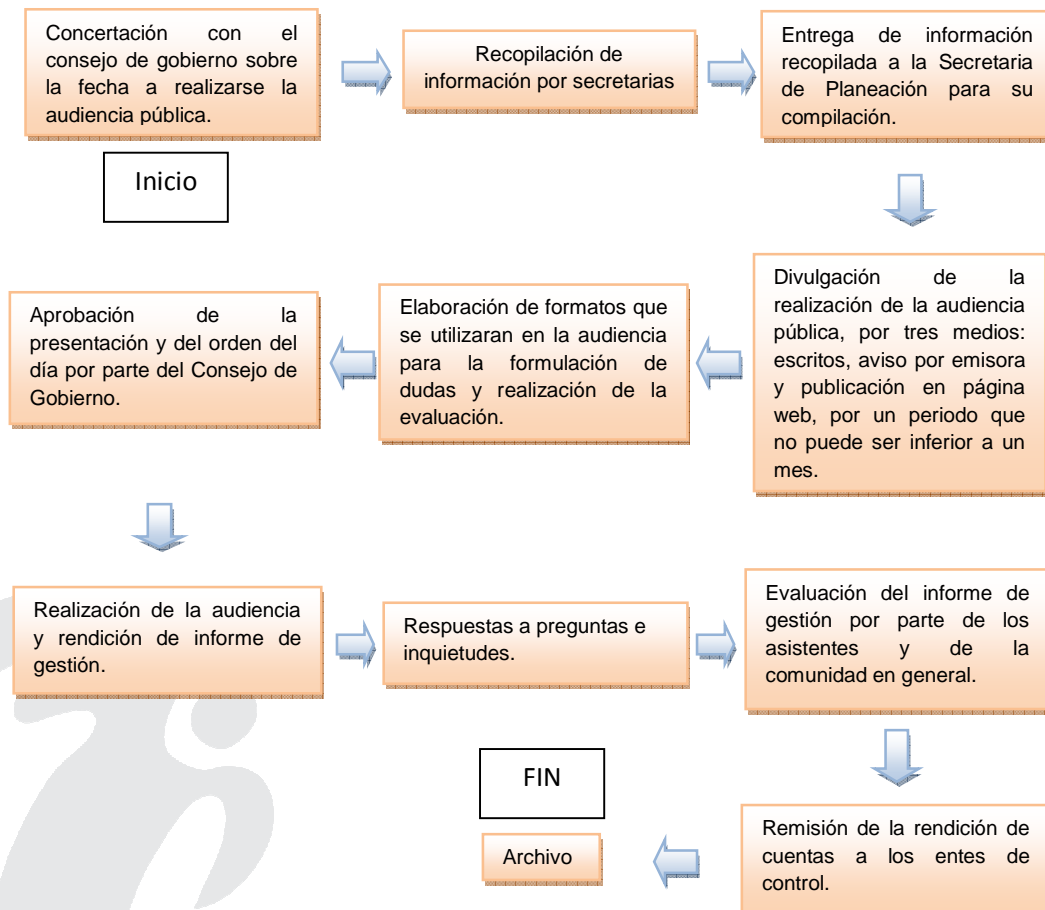 Concertación con el
consejo de gobierno sobre
la fecha a realizarse la
audiencia pública.
Inicio
Recopilación de
información por secretarias
Entrega de información
recopilada a la Secretaria
de Planeación para su
compilación.
Divulgación de la
realización de la audiencia
pública, por tres medios:
escritos, aviso por emisora
y publicación en página
web, por un periodo que
no puede ser inferior a un
mes.
Elaboración de formatos que
se utilizaran en la audiencia
para la formulación de
dudas y realización de la
evaluación.
Aprobación de la
presentación y del orden del
día por parte del Consejo de
Gobierno.
Realización de la audiencia
y rendición de informe de
gestión.
Respuestas a preguntas e
inquietudes.
Evaluación del informe de
gestión por parte de los
asistentes y de la
comunidad en general.
Remisión de la rendición de
cuentas a los entes de
control.
FIN
Archivo